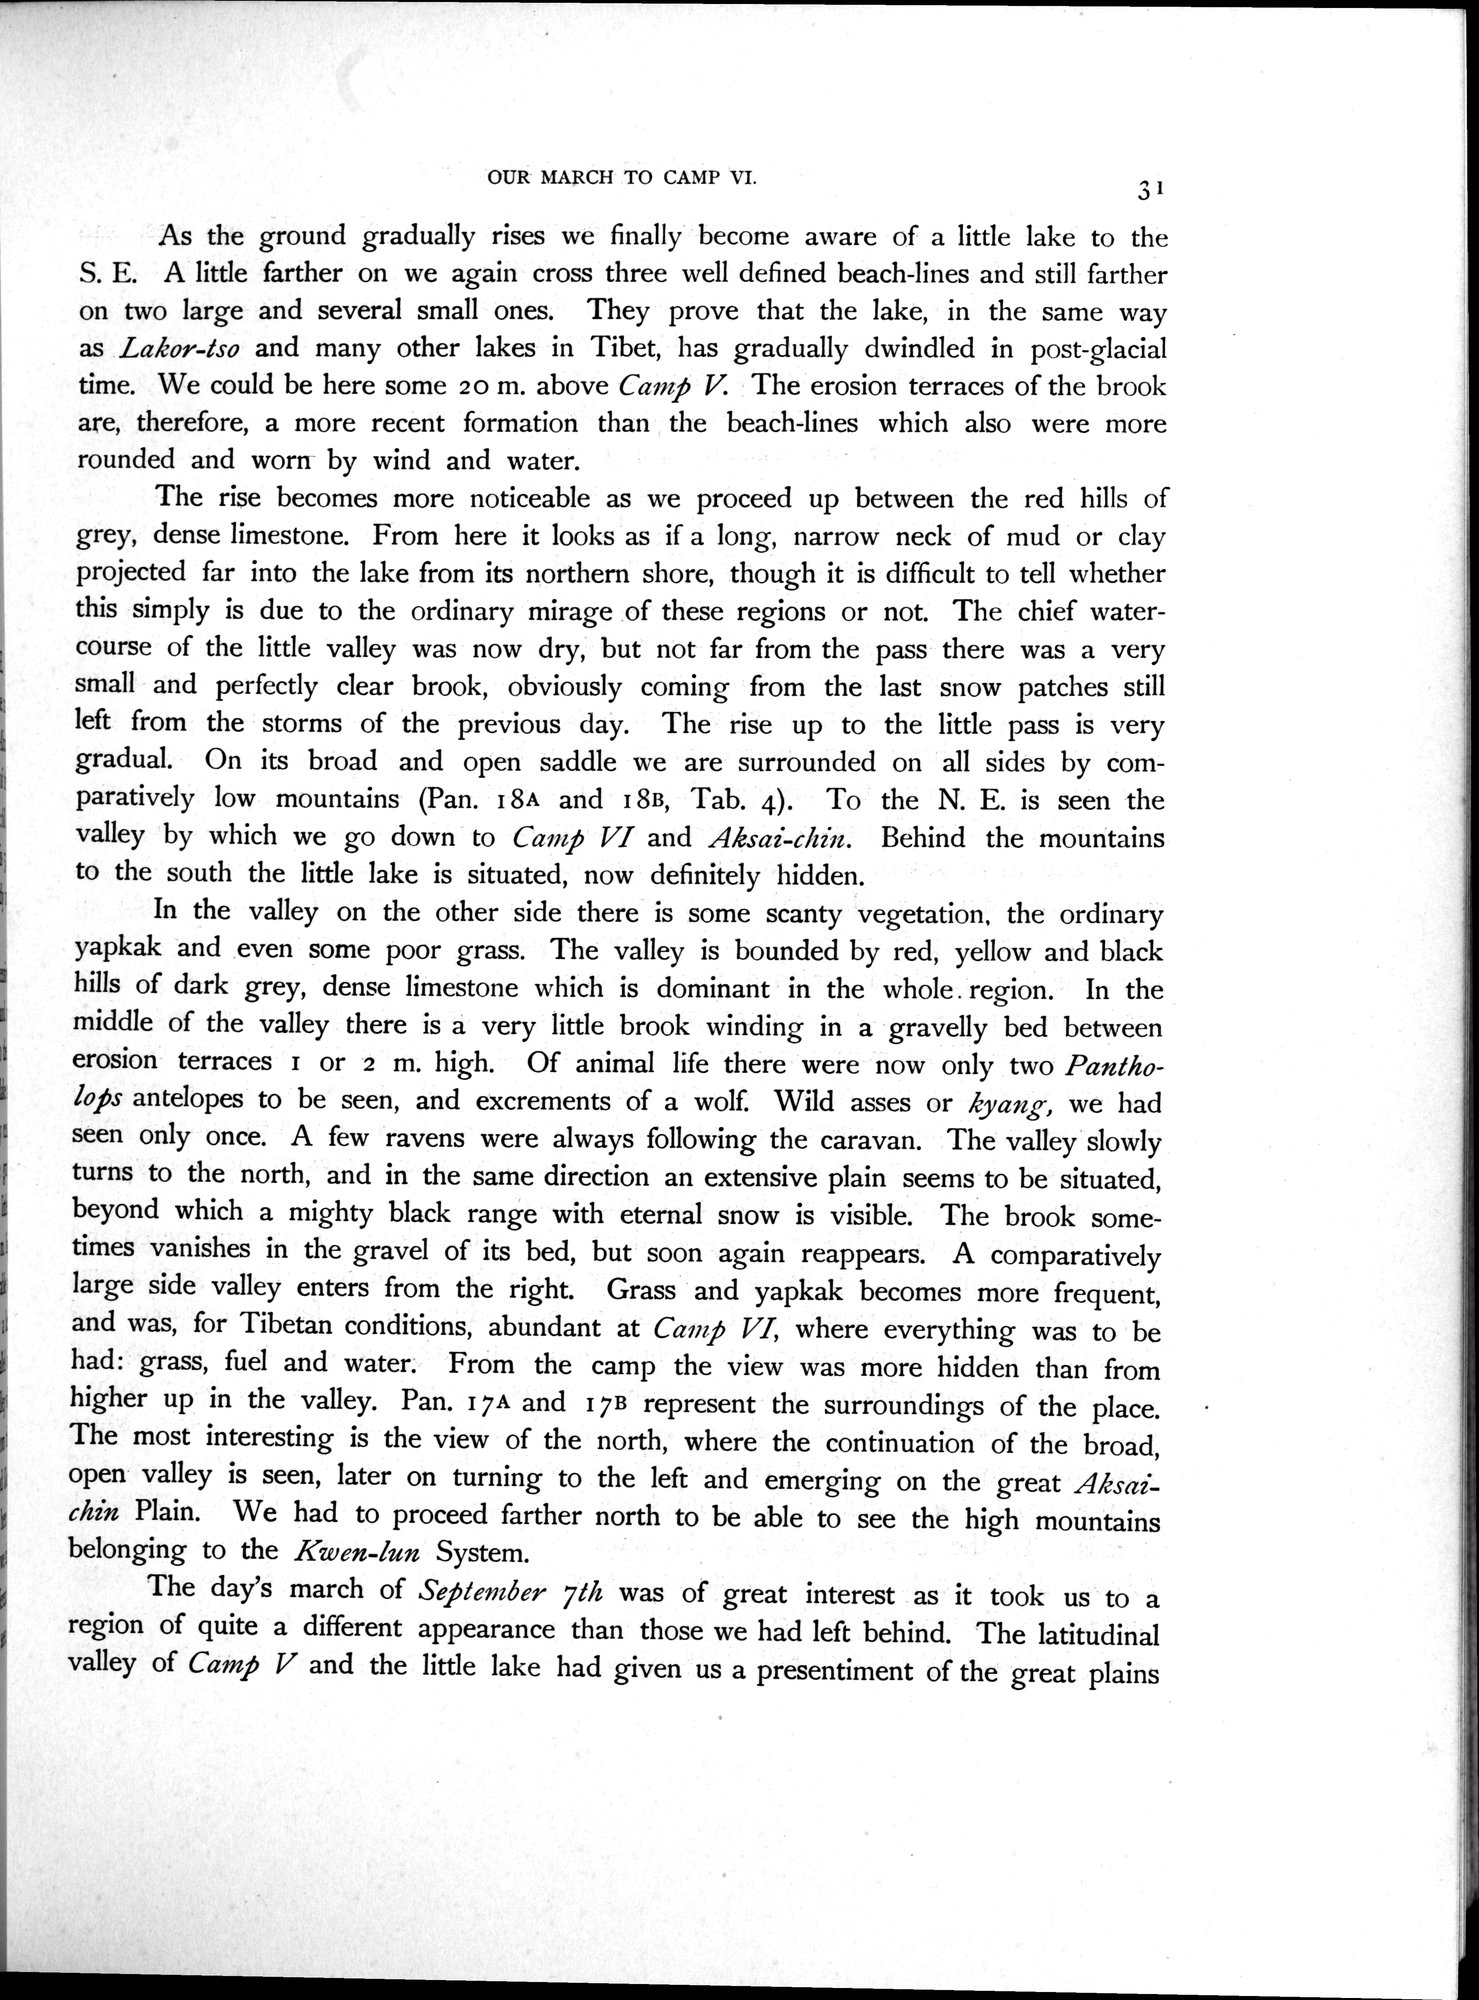 OUR MARCH TO CAMP VI.
31
As the ground gradually rises we finally become aware of a little lake to the
S. E. A little farther on we again cross three well defined beach-lines and still farther
on two large and several small ones. They prove that the lake, in the same way
as Lakor-tso and many other lakes in Tibet, has gradually dwindled in post-glacial
time. We could be here some 20 m. above Camp V. The erosion terraces of the brook
are, therefore, a more recent formation than the beach-lines which also were more
rounded and worn by wind and water.
The rise becomes more noticeable as we proceed up between the red hills of
grey, dense limestone. From here it looks as if a long, narrow neck of mud or clay
projected far into the lake from its northern shore, though it is difficult to tell whether
this simply is due to the ordinary mirage of these regions or not. The chief water-
course of the little valley was now dry, but not far from the pass there was a very
small and perfectly clear brook, obviously coming from the last snow patches still
left from the storms of the previous day. The rise up to the little pass is very
gradual. On its broad and open saddle we are surrounded on all sides by com-
paratively low mountains (Pan. 18A and 18B, Tab. 4). To the N. E. is seen the
valley by which we go down to Camp VI and Aksai-chin. Behind the mountains
to the south the little lake is situated, now definitely hidden.
In the valley on the other side there is some scanty vegetation, the ordinary
yapkak and even some poor grass. The valley is bounded by red, yellow and black
hills of dark grey, dense limestone which is dominant in the whole region. In the
middle of the valley there is a very little brook winding in a gravelly bed between
erosion terraces 1 or 2 m. high. Of animal life there were now only two Pantho-
lops antelopes to be seen, and excrements of a wolf. Wild asses or kyang, we had
seen only once. A few ravens were always following the caravan. The valley slowly
turns to the north, and in the same direction an extensive plain seems to be situated,
beyond which a mighty black range with eternal snow is visible. The brook some-
times vanishes in the gravel of its bed, but soon again reappears. A comparatively
large side valley enters from the right. Grass and yapkak becomes more frequent,
and was, for Tibetan conditions, abundant at Camp VI, where everything was to be
had: grass, fuel and water. From the camp the view was more hidden than from
higher up in the valley. Pan. 17A and 17B represent the surroundings of the place.
The most interesting is the view of the north, where the continuation of the broad,
open valley is seen, later on turning to the left and emerging on the great Aksai-
chin Plain. We had to proceed farther north to be able to see the high mountains
belonging to the Kwen-lun System.
The day's march of September 7th was of great interest as it took us to a
region of quite a different appearance than those we had left behind. The latitudinal
valley of Camp V and the little lake had given us a presentiment of the great plains